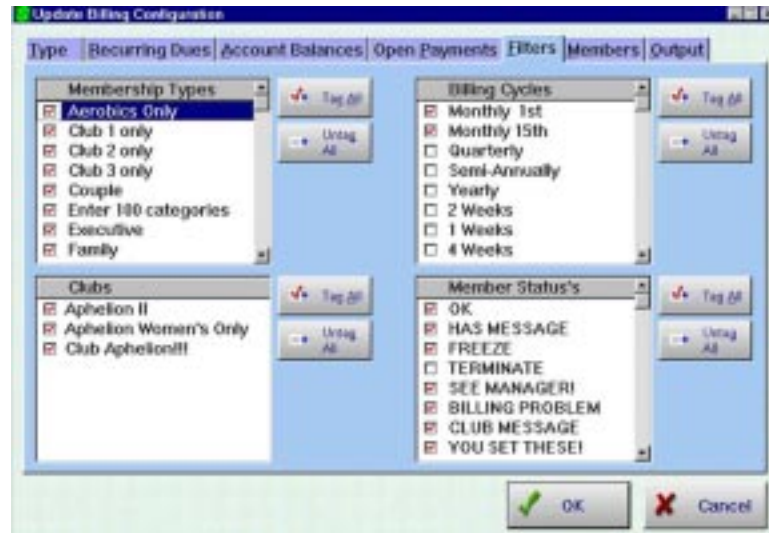 Update Billing Configuration
Type Recurring Dues Account Balances Open Payments Filters Members Output
Membership Types
Aerobics Only
Club 1 only
Club 2 only
Club 3 only
Couple
Enter 100 categories
Executive
Family
Tag All
Untag All
Billing Cycles
Monthly 1st
Monthly 15th
Quarterly
Semi-Annually
Yearly
2 Weeks
1 Weeks
4 Weeks
Tag All
Untag All
Clubs
Aphelion II
Aphelion Women's Only
Club Aphelion!!!
Tag All
Untag All
Member Status's
OK
HAS MESSAGE
FREEZE
TERMINATE
SEE MANAGER!
BILLING PROBLEM
CLUB MESSAGE
YOU SET THESE!
Tag All
Untag All
OK Cancel